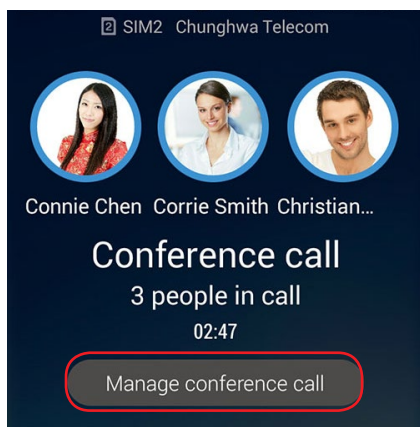 2 SIM2 Chunghwa Telecom
Connie Chen Corrie Smith Christian...
Conference call
3 people in call
02:47
Manage conference call